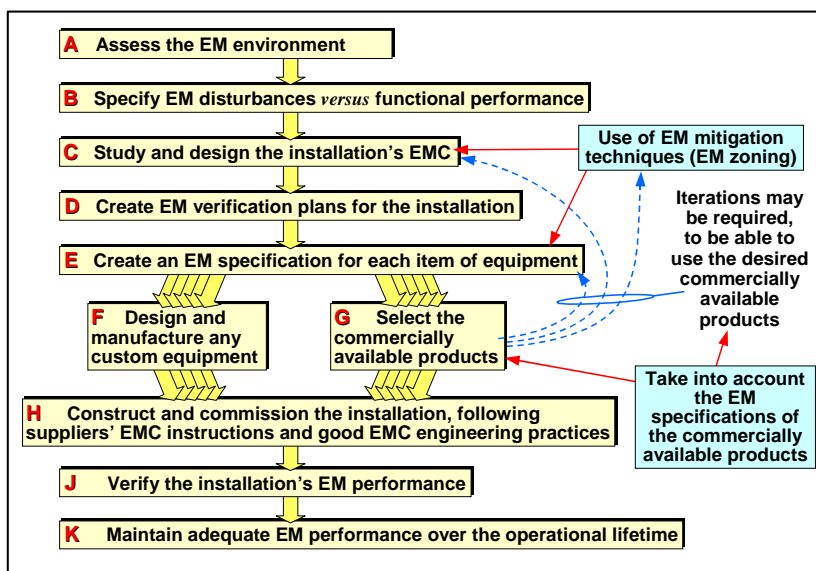 A Assess the EM environment
B Specify EM disturbances versus functional performance
C Study and design the installation's EMC
Use of EM mitigation
techniques (EM zoning)
D Create EM verification plans for the installation
Iterations may
be required,
to be able to
use the desired
commercially
available
products
E Create an EM specification for each item of equipment
F Design and
manufacture any
custom equipment
G Select the
commercially
available products
Take into account
the EM
specifications of
the commercially
available products
H Construct and commission the installation, following
suppliers' EMC instructions and good EMC engineering practices
J Verify the installation's EM performance
K Maintain adequate EM performance over the operational lifetime